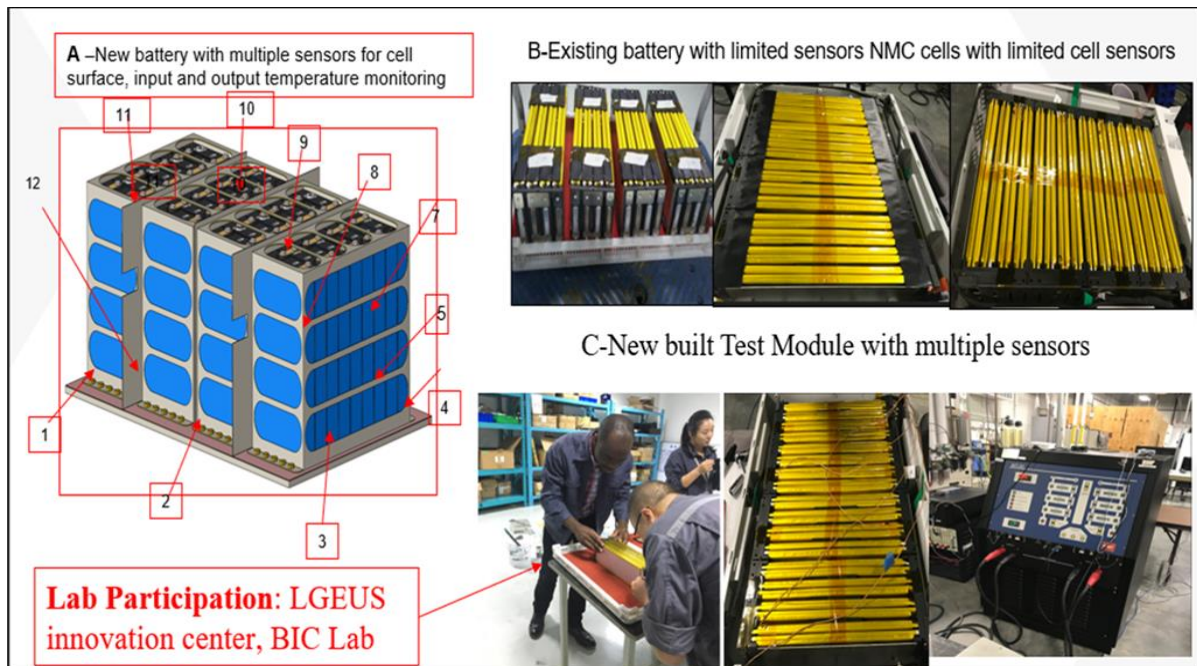 A –New battery with multiple sensors for cell
surface, input and output temperature monitoring
B-Existing battery with limited sensors NMC cells with limited cell sensors
11
10
9
8
12
7
5
4
1
2
3
C-New built Test Module with multiple sensors
Lab Participation: LGEUS
innovation center, BIC Lab